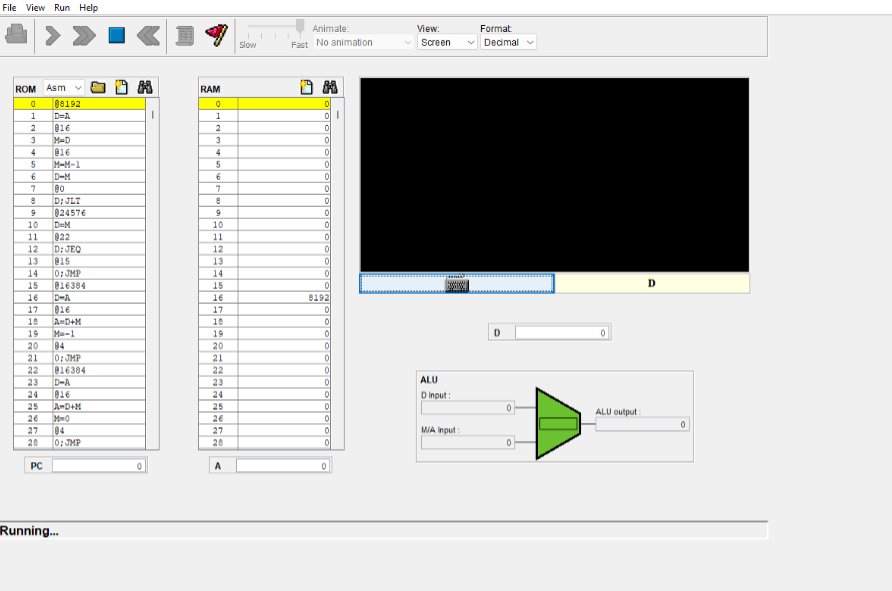 File View Run Help
Animate: View: Format:
Slow Fast No animation Screen Decimal
ROM Asm
0 @8192
1 D=A
2 @16
3 M=D
4 @16
5 M=M-1
6 D=M
7 @0
8 D;JLT
9 @24576
10 D=M
11 @22
12 D;JEQ
13 @15
14 0;JMP
15 @16384
16 D=A
17 @16
18 A=D+M
19 M=-1
20 @4
21 0;JMP
22 @16384
23 D=A
24 @16
25 A=D+M
26 M=0
27 @4
28 0;JMP
PC 0
RAM
0 0
1 0
2 0
3 0
4 0
5 0
6 0
7 0
8 0
9 0
10 0
11 0
12 0
13 0
14 0
15 0
16 8192
17 0
18 0
19 0
20 0
21 0
22 0
23 0
24 0
25 0
26 0
27 0
28 0
A 0
D
D 0
ALU
D Input :
0
M/A Input :
0
ALU output :
0
Running...